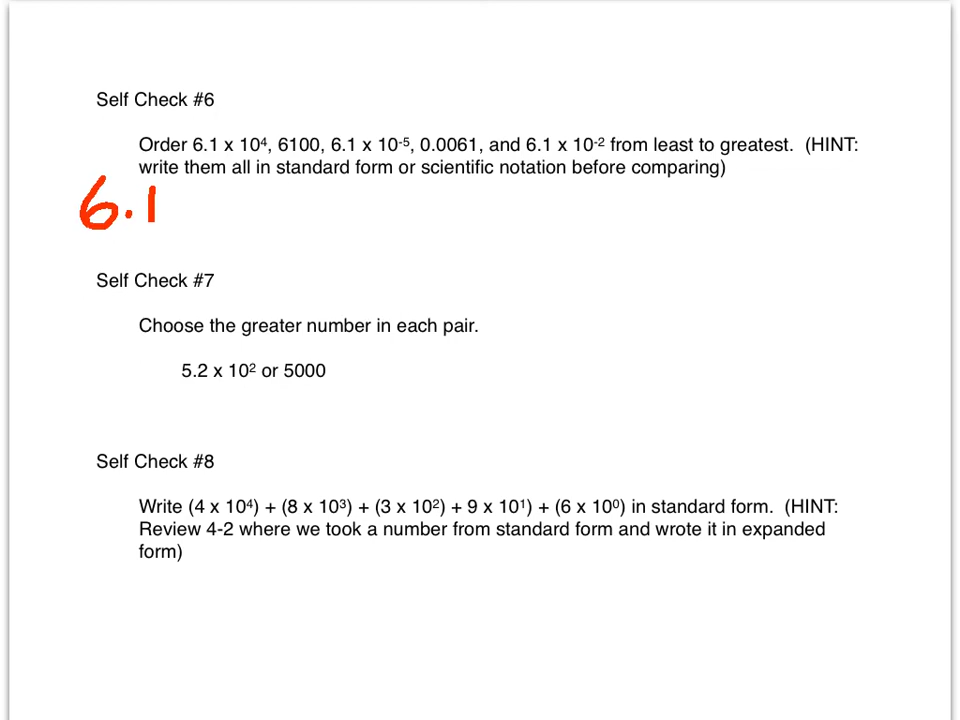 Self Check #6
Order 6.1 x 10⁴, 6100, 6.1 x 10⁻⁵, 0.0061, and 6.1 x 10⁻² from least to greatest. (HINT:
write them all in standard form or scientific notation before comparing)
6.1
Self Check #7
Choose the greater number in each pair.
5.2 x 10² or 5000
Self Check #8
Write (4 x 10⁴) + (8 x 10³) + (3 x 10²) + 9 x 10¹) + (6 x 10⁰) in standard form. (HINT:
Review 4-2 where we took a number from standard form and wrote it in expanded
form)